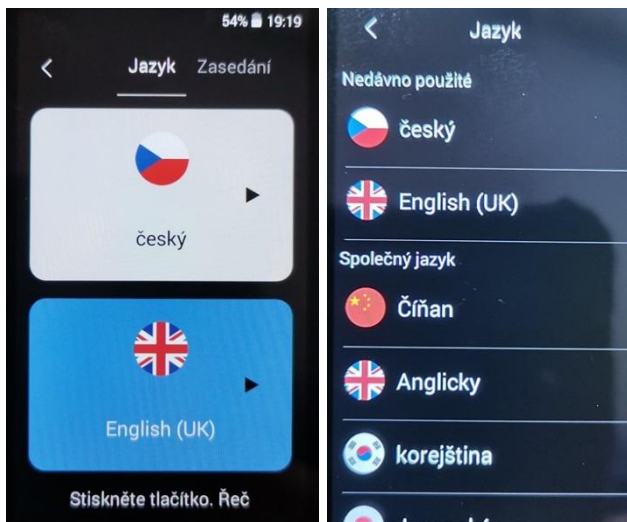 54% 19:19
Jazyk Zasedání
český
English (UK)
Stiskněte tlačítko. Řeč
Jazyk
Nedávno použité
český
English (UK)
Společný jazyk
Číňan
Anglicky
korejština